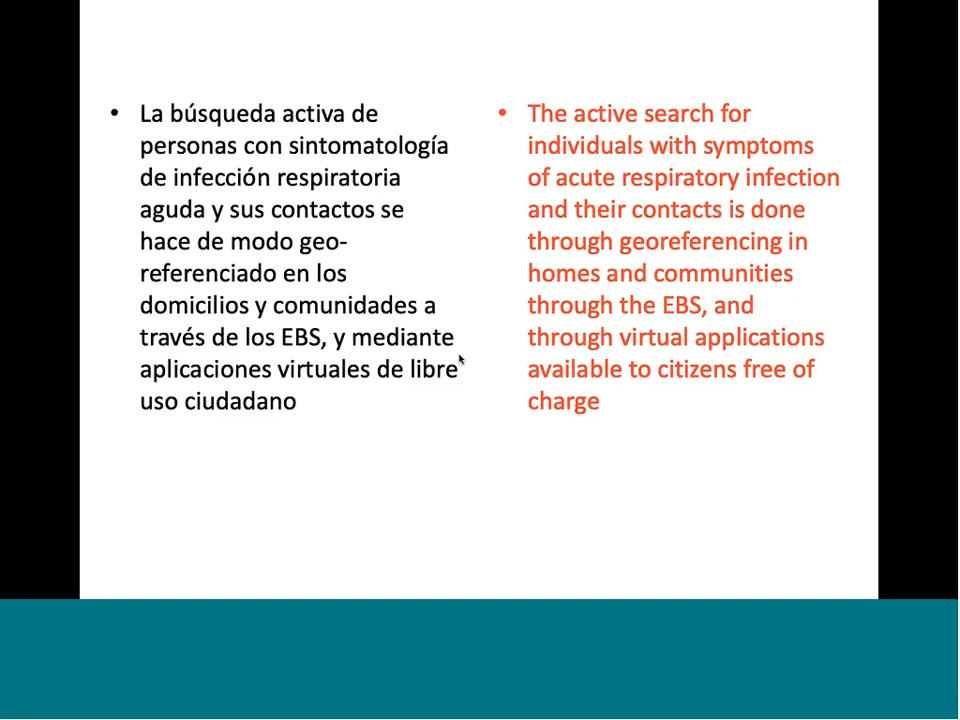 • La búsqueda activa de
personas con sintomatología
de infección respiratoria
aguda y sus contactos se
hace de modo geo-
referenciado en los
domicilios y comunidades a
través de los EBS, y mediante
aplicaciones virtuales de libre
uso ciudadano
• The active search for
individuals with symptoms
of acute respiratory infection
and their contacts is done
through georeferencing in
homes and communities
through the EBS, and
through virtual applications
available to citizens free of
charge